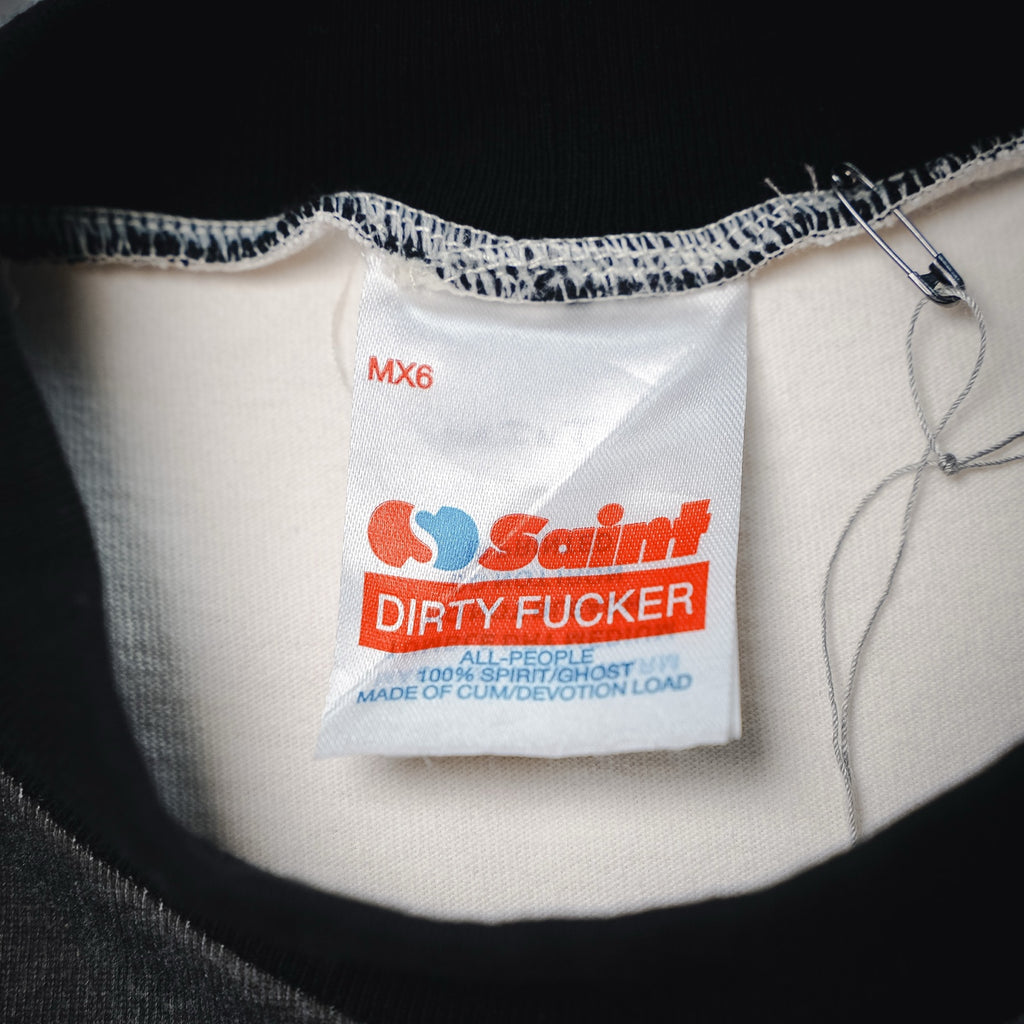 MX6
Saint
DIRTY FUCKER
ALL-PEOPLE
100% SPIRIT/GHOST
MADE OF CUM/DEVOTION LOAD